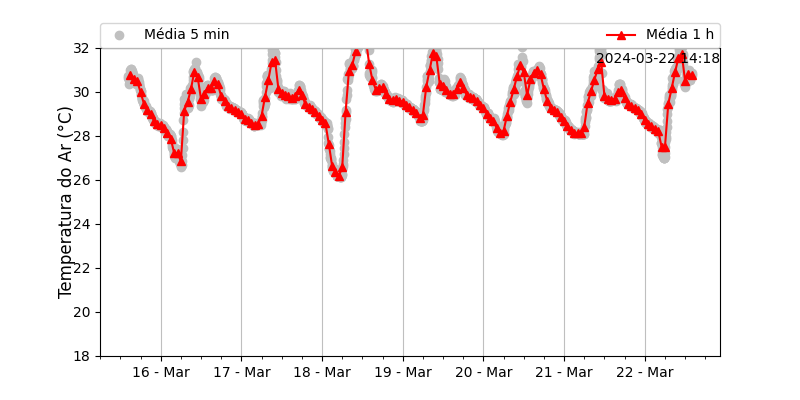 Média 5 min
Média 1 h
2024-03-22 14:18
Temperatura do Ar (°C)
32
30
28
26
24
22
20
18
16 - Mar
17 - Mar
18 - Mar
19 - Mar
20 - Mar
21 - Mar
22 - Mar